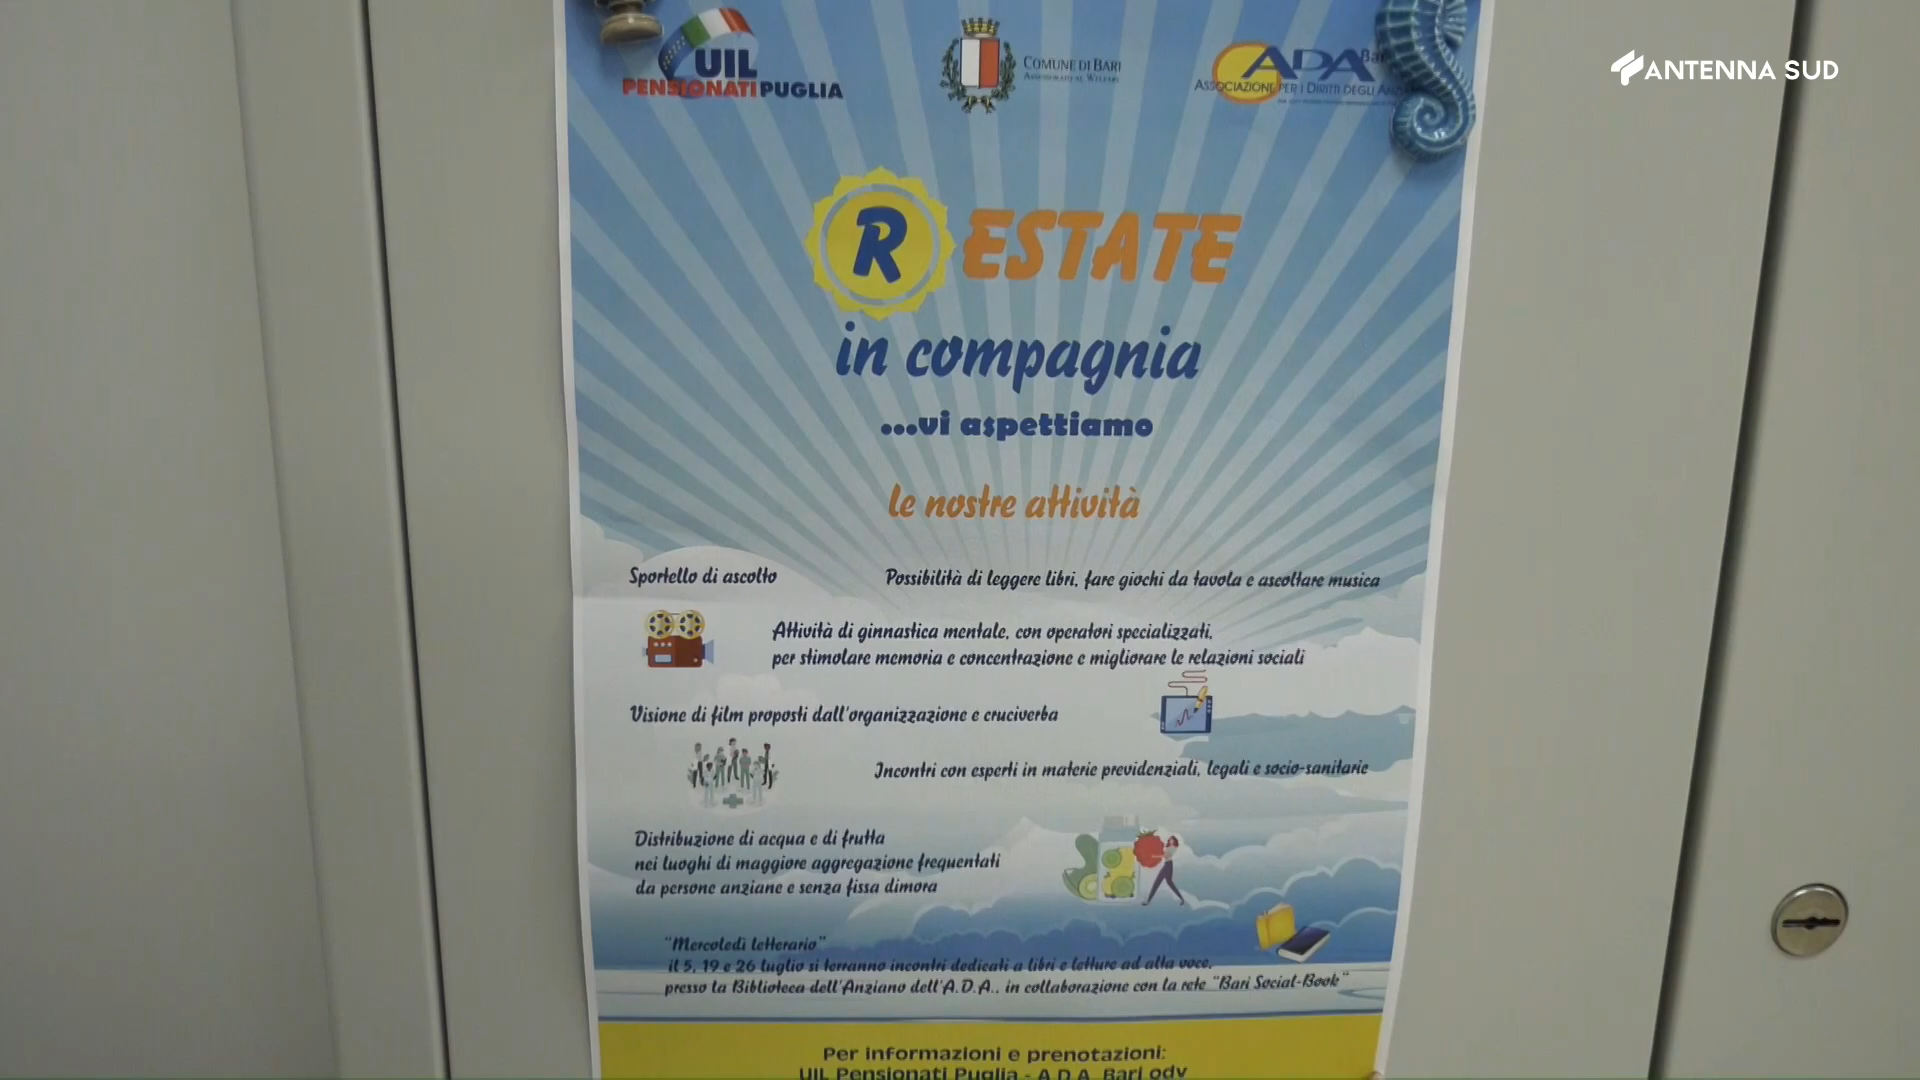 UIL
PENSIONATI PUGLIA
COMUNE DI BARI
ASSESSORATO AL WELFARE
ADA Bari
ASSOCIAZIONE PER I DIRITTI DEGLI
ANTENNA SUD
R ESTATE
in compagnia
...vi aspettiamo
le nostre attività
Sportello di ascolto
Possibilità di leggere libri, fare giochi da tavola e ascoltare musica
Attività di ginnastica mentale, con operatori specializzati,
per stimolare memoria e concentrazione e migliorare le relazioni sociali
Visione di film proposti dall'organizzazione e cruciverba
Incontri con esperti in materie previdenziali, legali e socio-sanitarie
Distribuzione di acqua e di frutta
nei luoghi di maggiore aggregazione frequentati
da persone anziane e senza fissa dimora
"Mercoledì letterario"
il 5, 19 e 26 luglio si terranno incontri dedicati a libri e letture ad alta voce,
presso la Biblioteca dell'Anziano dell'A.D.A., in collaborazione con la rete "Bari Social-Book"
Per informazioni e prenotazioni:
UIL Pensionati Puglia - A.D.A. Bari odv